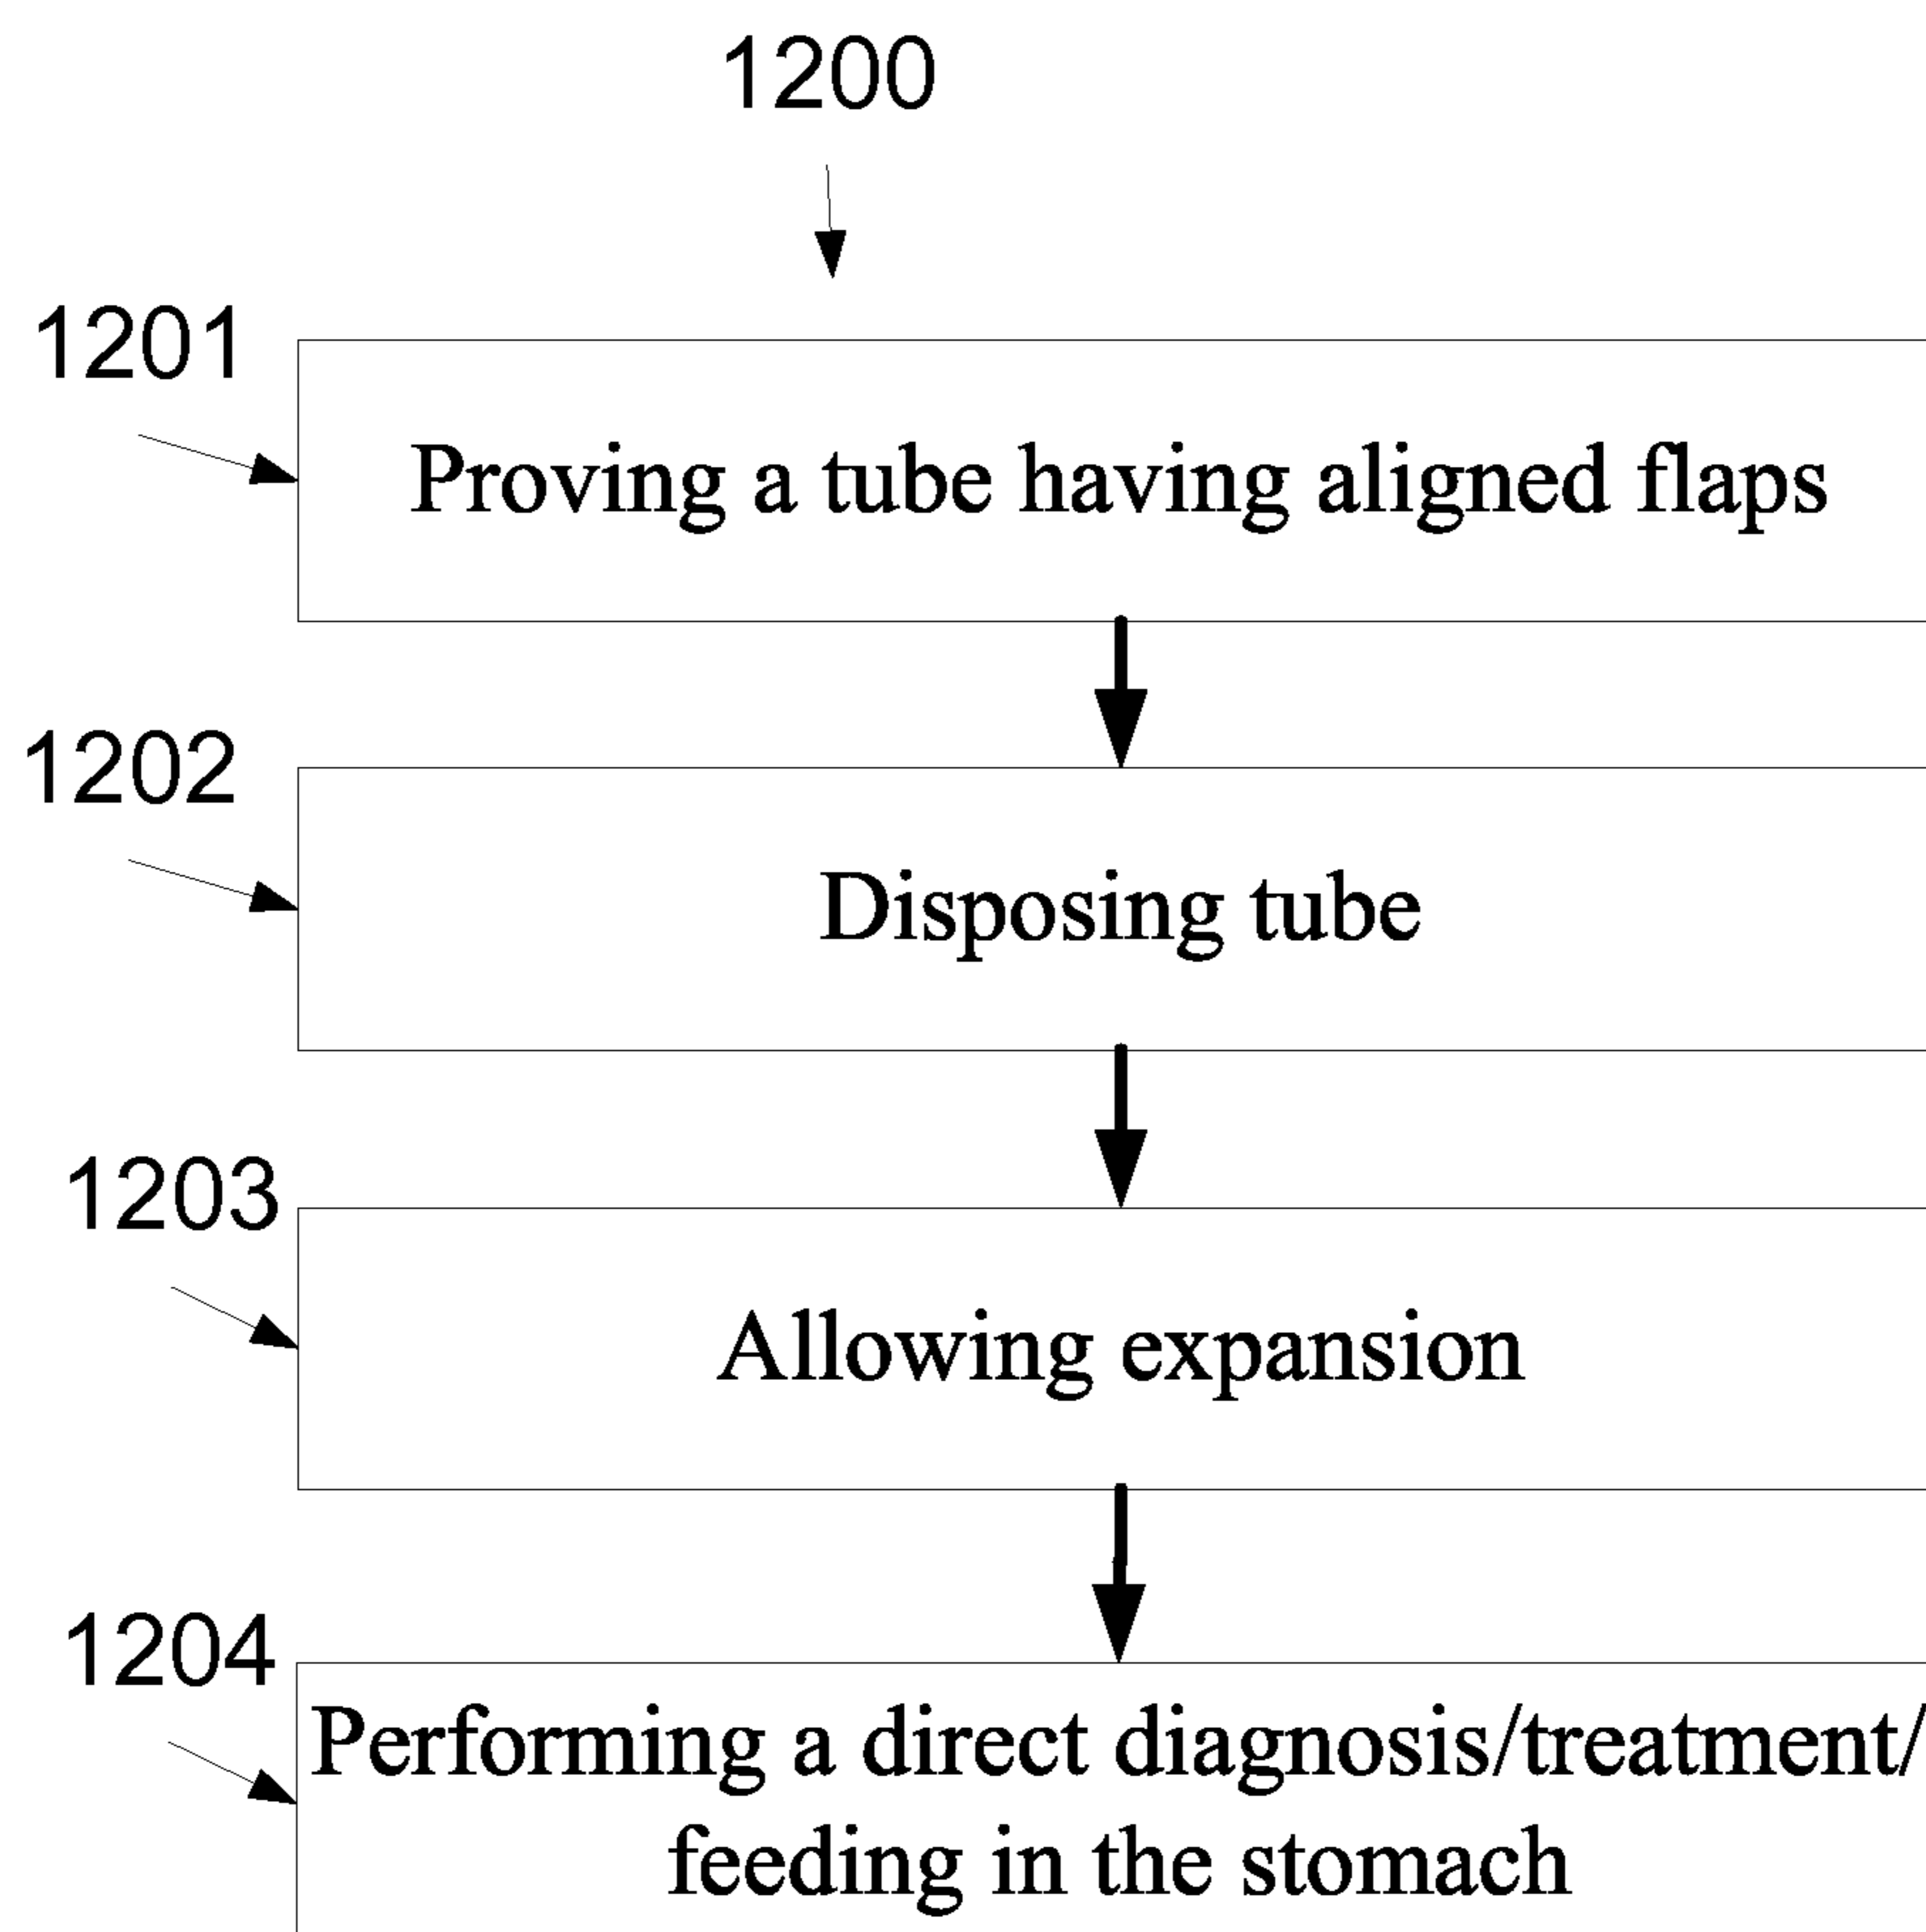 1200
1201
Proving a tube having aligned flaps
1202
Disposing tube
1203
Allowing expansion
1204
Performing a direct diagnosis/treatment/
feeding in the stomach